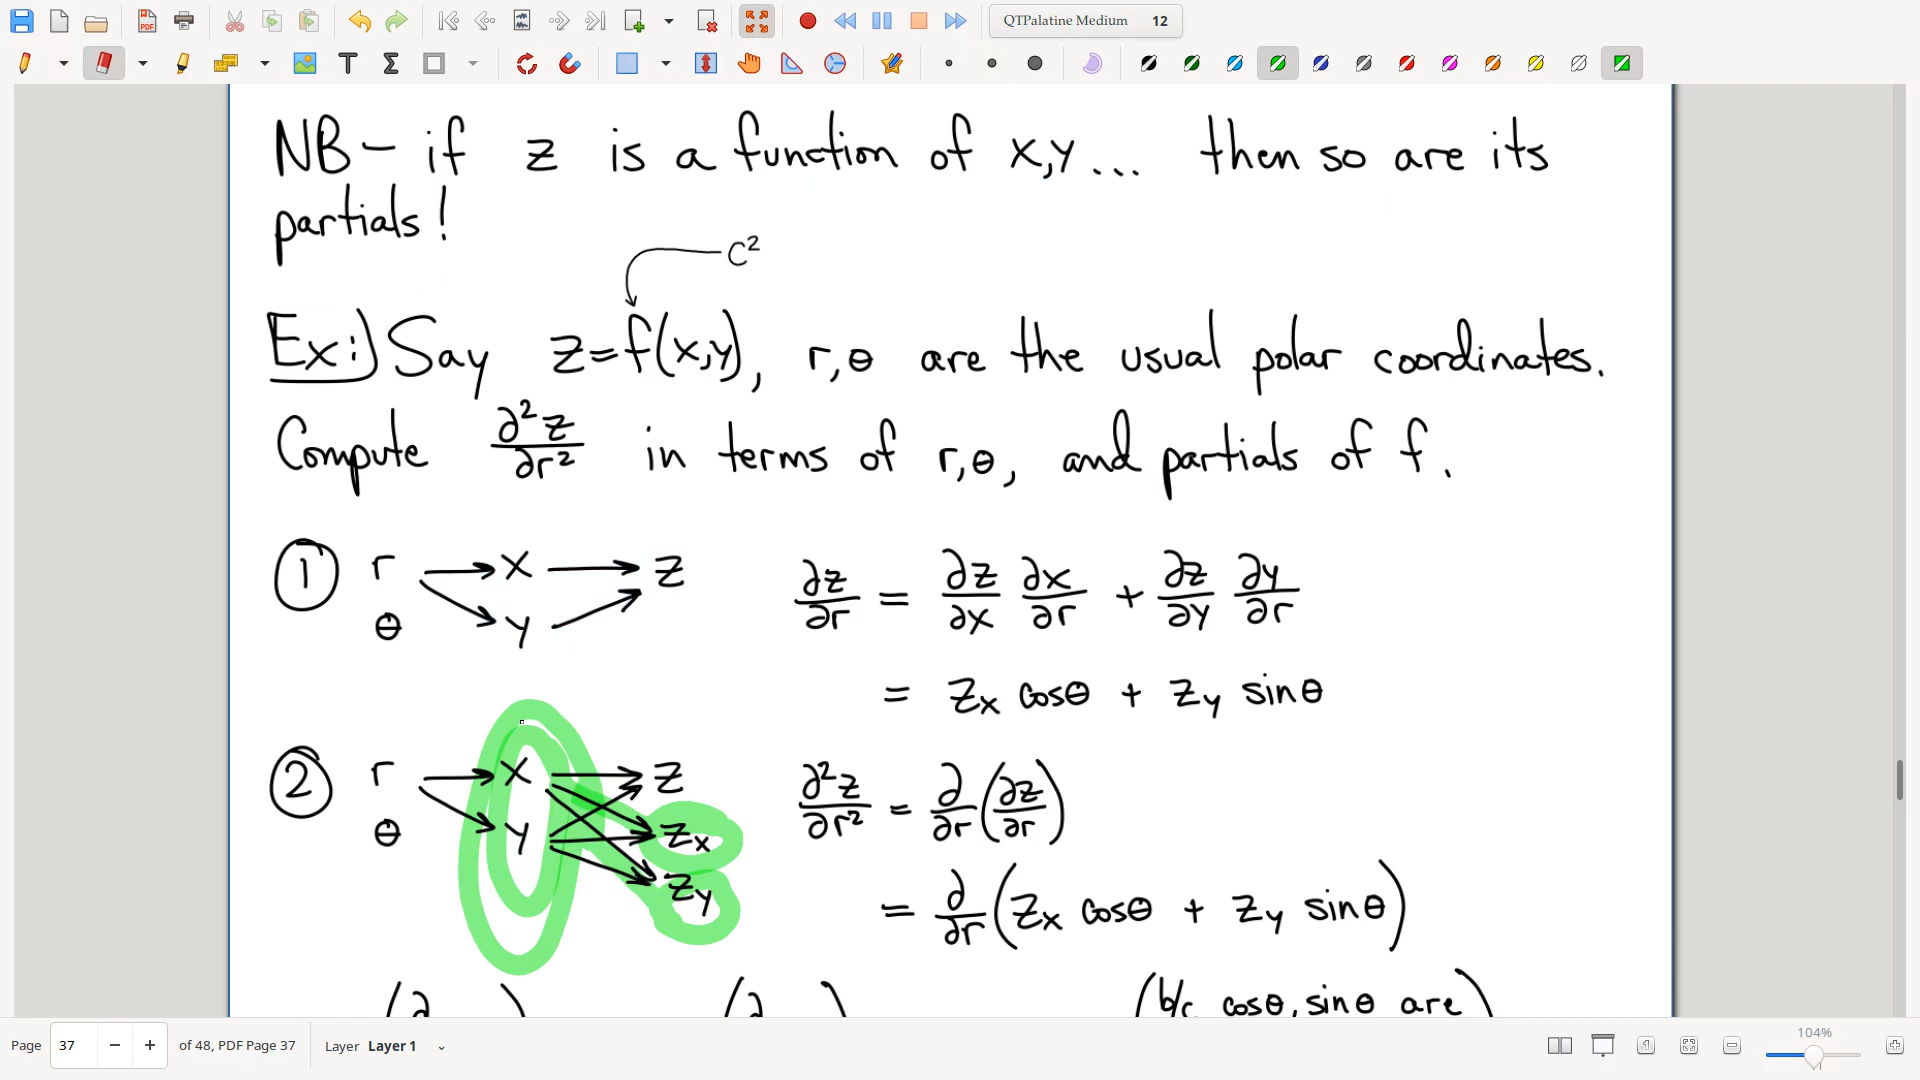 QTPalatine Medium 12
NB – if z is a function of x,y... then so are its
partials!
C²
Ex:) Say z=f(x,y), r,θ are the usual polar coordinates.
Compute ∂²z/∂r² in terms of r,θ, and partials of f.
① r → x → z
θ y
∂z/∂r = ∂z/∂x ∂x/∂r + ∂z/∂y ∂y/∂r
= z_x cosθ + z_y sinθ
② r → x → z
θ y z_x
z_y
∂²z/∂r² = ∂/∂r (∂z/∂r)
= ∂/∂r (z_x cosθ + z_y sinθ)
(b/c cosθ, sinθ are
Page 37 − + of 48, PDF Page 37 Layer Layer 1
104%